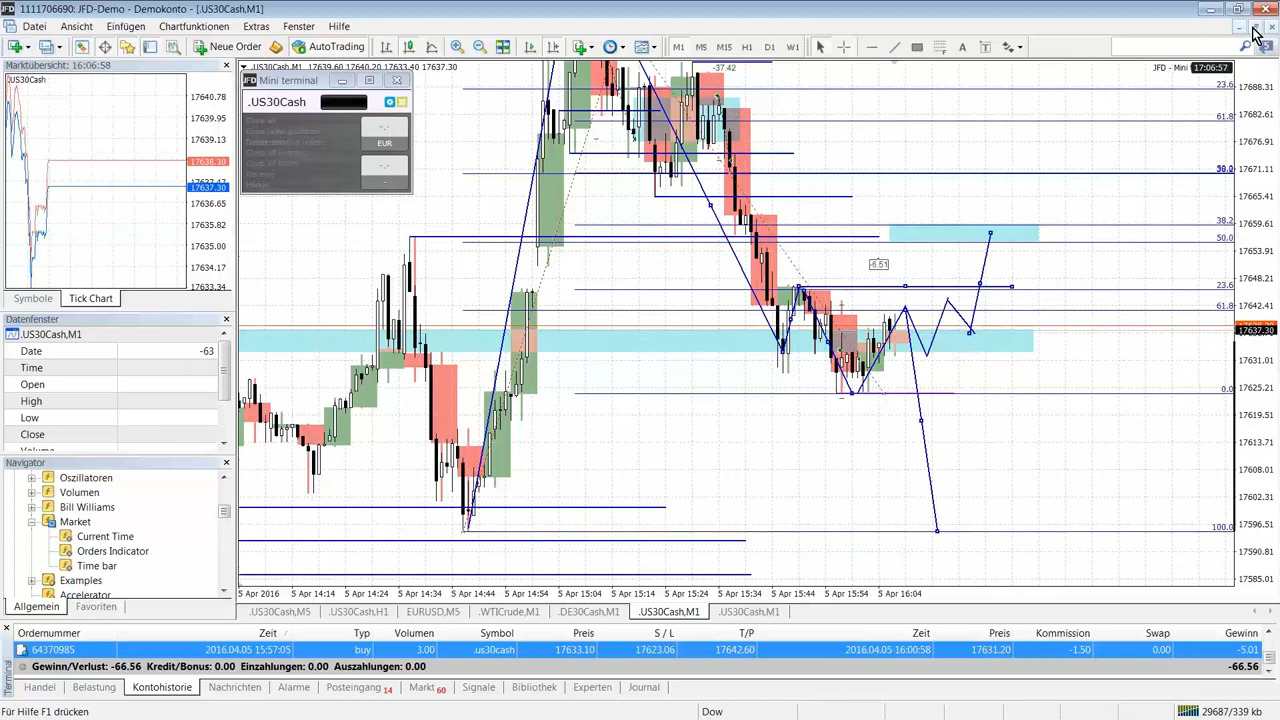 1111706690: JFD-Demo - Demokonto - [.US30Cash,M1]
Datei Ansicht Einfügen Chartfunktionen Extras Fenster Hilfe
Neue Order AutoTrading M1 M5 M15 H1 D1 W1
Marktübersicht: 16:06:58
US30Cash
17640.78
17639.95
17639.13
17638.30
17637.30
17636.65
17635.82
17635.00
17634.17
Symbole Tick Chart
Datenfenster
.US30Cash,M1
Date -63
Time
Open
High
Low
Close
Navigator
Oszillatoren
Volumen
Bill Williams
Market
Current Time
Orders Indicator
Time bar
Examples
Accelerator
Allgemein Favoriten
.US30Cash,M1 17639.60 17640.40 17633.40 17637.30
JFD Mini terminal
.US30Cash
EUR
-37.42
-6.51
JFD - Mini
17:06:57
23.6
61.8
50.0
38.2
50.0
23.6
61.8
0.0
100.0
17688.31
17682.61
17676.91
17671.11
17665.41
17659.61
17653.91
17648.21
17642.41
17637.30
17631.01
17625.21
17619.51
17613.71
17608.01
17602.31
17596.51
17590.81
17585.01
5 Apr 2016 5 Apr 14:14 5 Apr 14:24 5 Apr 14:34 5 Apr 14:44 5 Apr 14:54 5 Apr 15:04 5 Apr 15:14 5 Apr 15:24 5 Apr 15:34 5 Apr 15:44 5 Apr 15:54 5 Apr 16:04
.US30Cash,M5 .US30Cash,H1 EURUSD,M5 .WTICrude,M1 .DE30Cash,M1 .US30Cash,M1 .US30Cash,M1
Ordernummer Zeit Typ Volumen Symbol Preis S / L T/P Zeit Preis Kommission Swap Gewinn
64370985 2016.04.05 15:57:05 buy 3.00 .us30cash 17633.10 17623.06 17642.60 2016.04.05 16:00:58 17631.20 -1.50 0.00 -5.01
Gewinn/Verlust: -66.56 Kredit/Bonus: 0.00 Einzahlungen: 0.00 Auszahlungen: 0.00 -66.56
Terminal
Handel Belastung Kontohistorie Nachrichten Alarme Posteingang 14 Markt 60 Signale Bibliothek Experten Journal
Für Hilfe F1 drücken Dow 29687/339 kb